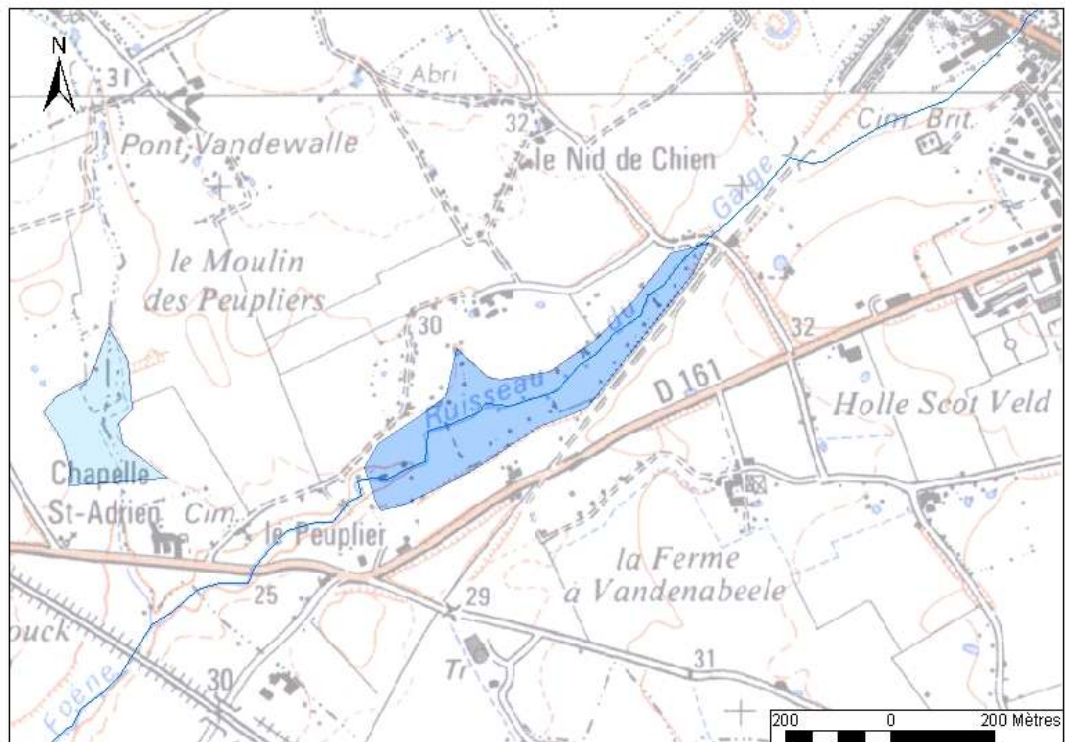 N
31
Abri
Pont Vandewalle
32
Cim. Brit.
le Nid de Chien
Galge
le Moulin
des Peupliers
30
du
32
Ruisseau
D 161
Holle Scot Veld
Chapelle
St-Adrien
Cim.
le Peuplier
la Ferme
à Vandenabeele
25
29
ouck
Tr
31
30
200 0 200 Mètres